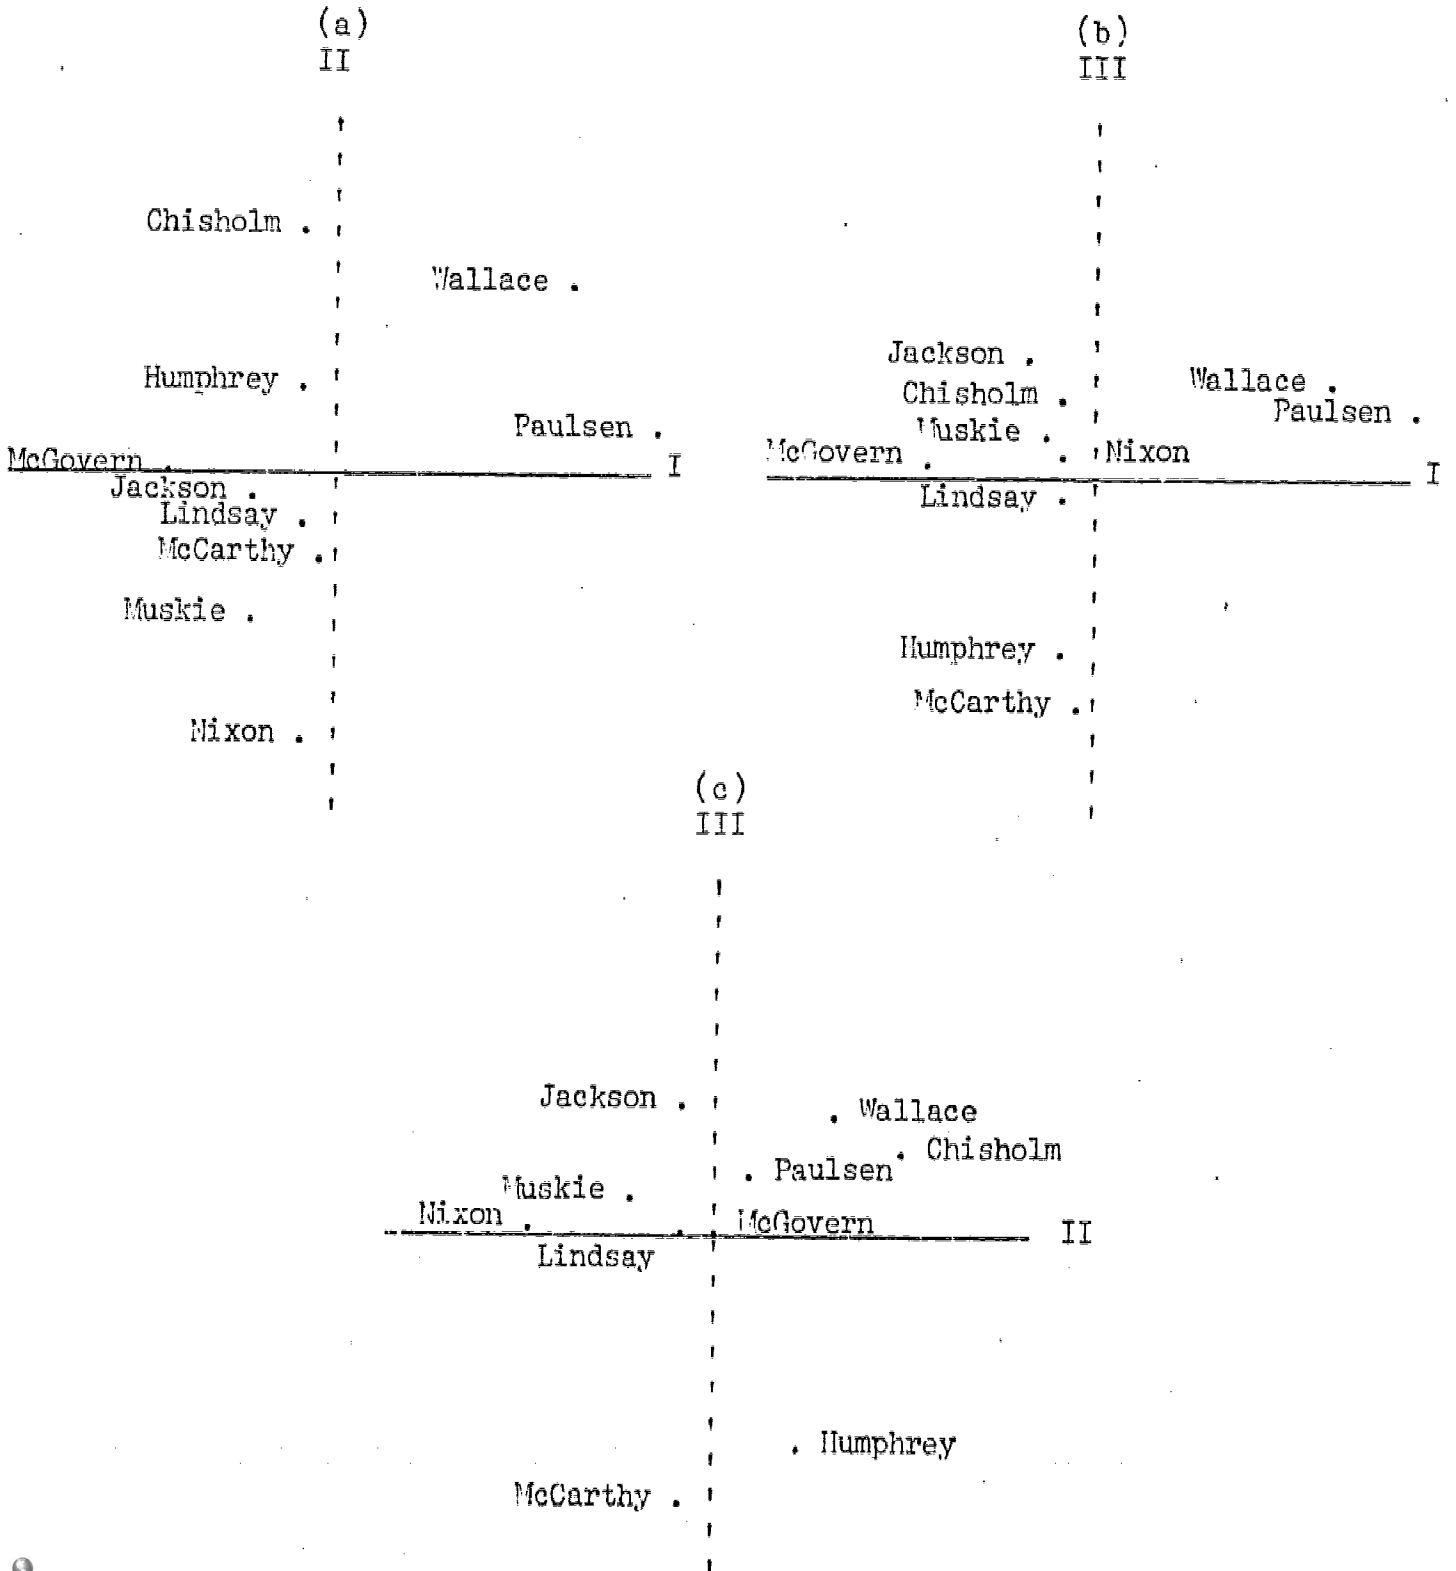 (a)
II
Chisholm .
Wallace .
Humphrey .
Paulsen .
McGovern .
I
Jackson .
Lindsay .
McCarthy .
Muskie .
Nixon .
(b)
III
Jackson .
Chisholm .
Wallace .
Paulsen .
Muskie .
McGovern .
. Nixon
I
Lindsay .
Humphrey .
McCarthy .
(c)
III
Jackson .
. Wallace
. Chisholm
. Paulsen
Muskie .
Nixon .
. McGovern
II
Lindsay
. Humphrey
McCarthy .